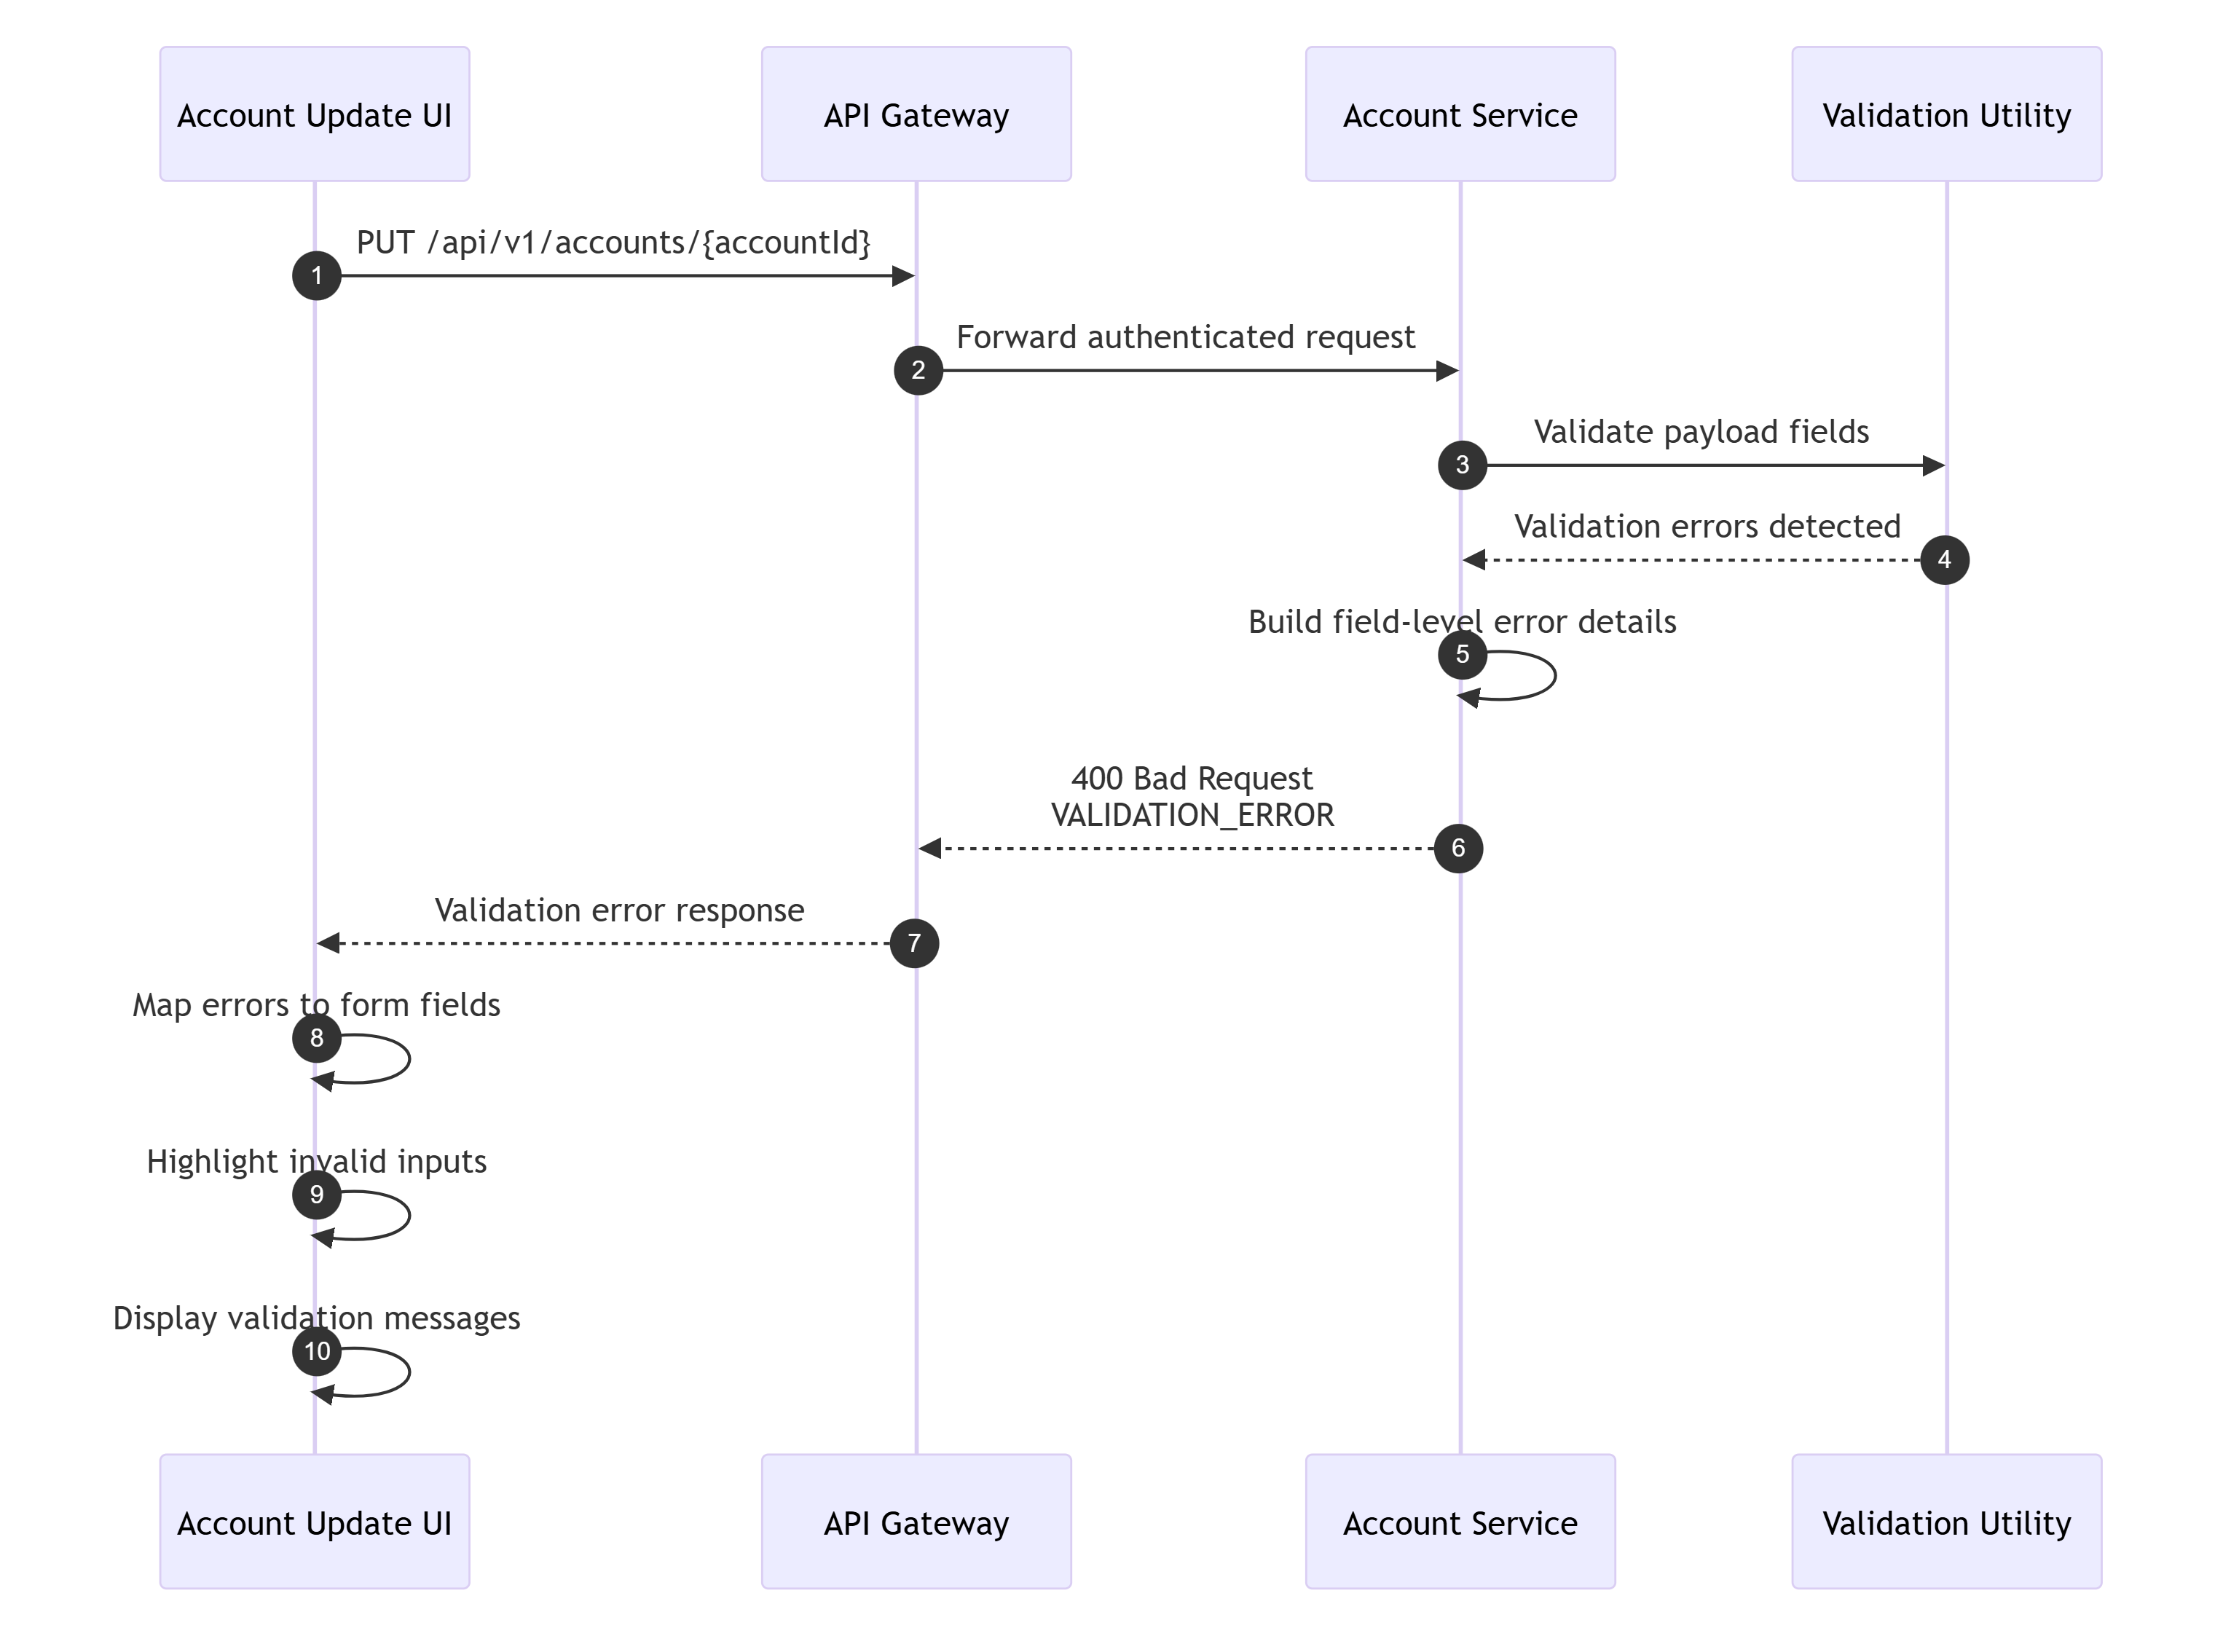 Account Update UI
API Gateway
Account Service
Validation Utility
PUT /api/v1/accounts/{accountId}
1
Forward authenticated request
2
Validate payload fields
3
Validation errors detected
4
Build field-level error details
5
400 Bad Request
VALIDATION_ERROR
6
Validation error response
7
Map errors to form fields
8
Highlight invalid inputs
9
Display validation messages
10
Account Update UI
API Gateway
Account Service
Validation Utility